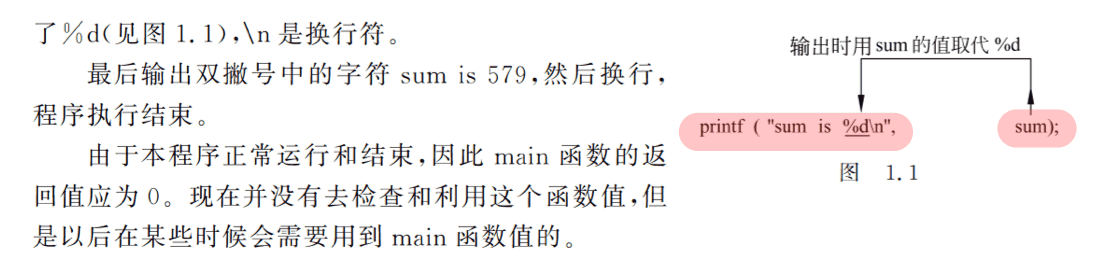 了%d(见图 1.1),\n 是换行符。
最后输出双撇号中的字符 sum is 579,然后换行,
程序执行结束。
由于本程序正常运行和结束,因此 main 函数的返
回值应为 0。现在并没有去检查和利用这个函数值,但
是以后在某些时候会需要用到 main 函数值的。
输出时用 sum 的值取代 %d
printf ( "sum is %d\n", sum);
图 1.1